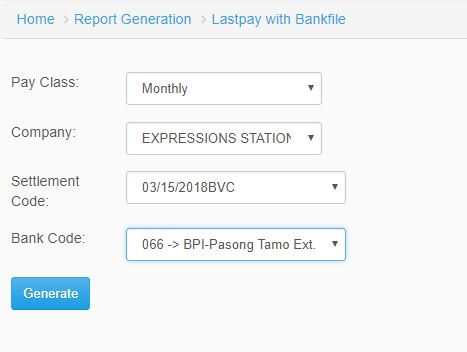 Home > Report Generation > Lastpay with Bankfile
Pay Class: Monthly
Company: EXPRESSIONS STATION
Settlement
Code: 03/15/2018BVC
Bank Code: 066 -> BPI-Pasong Tamo Ext.
Generate